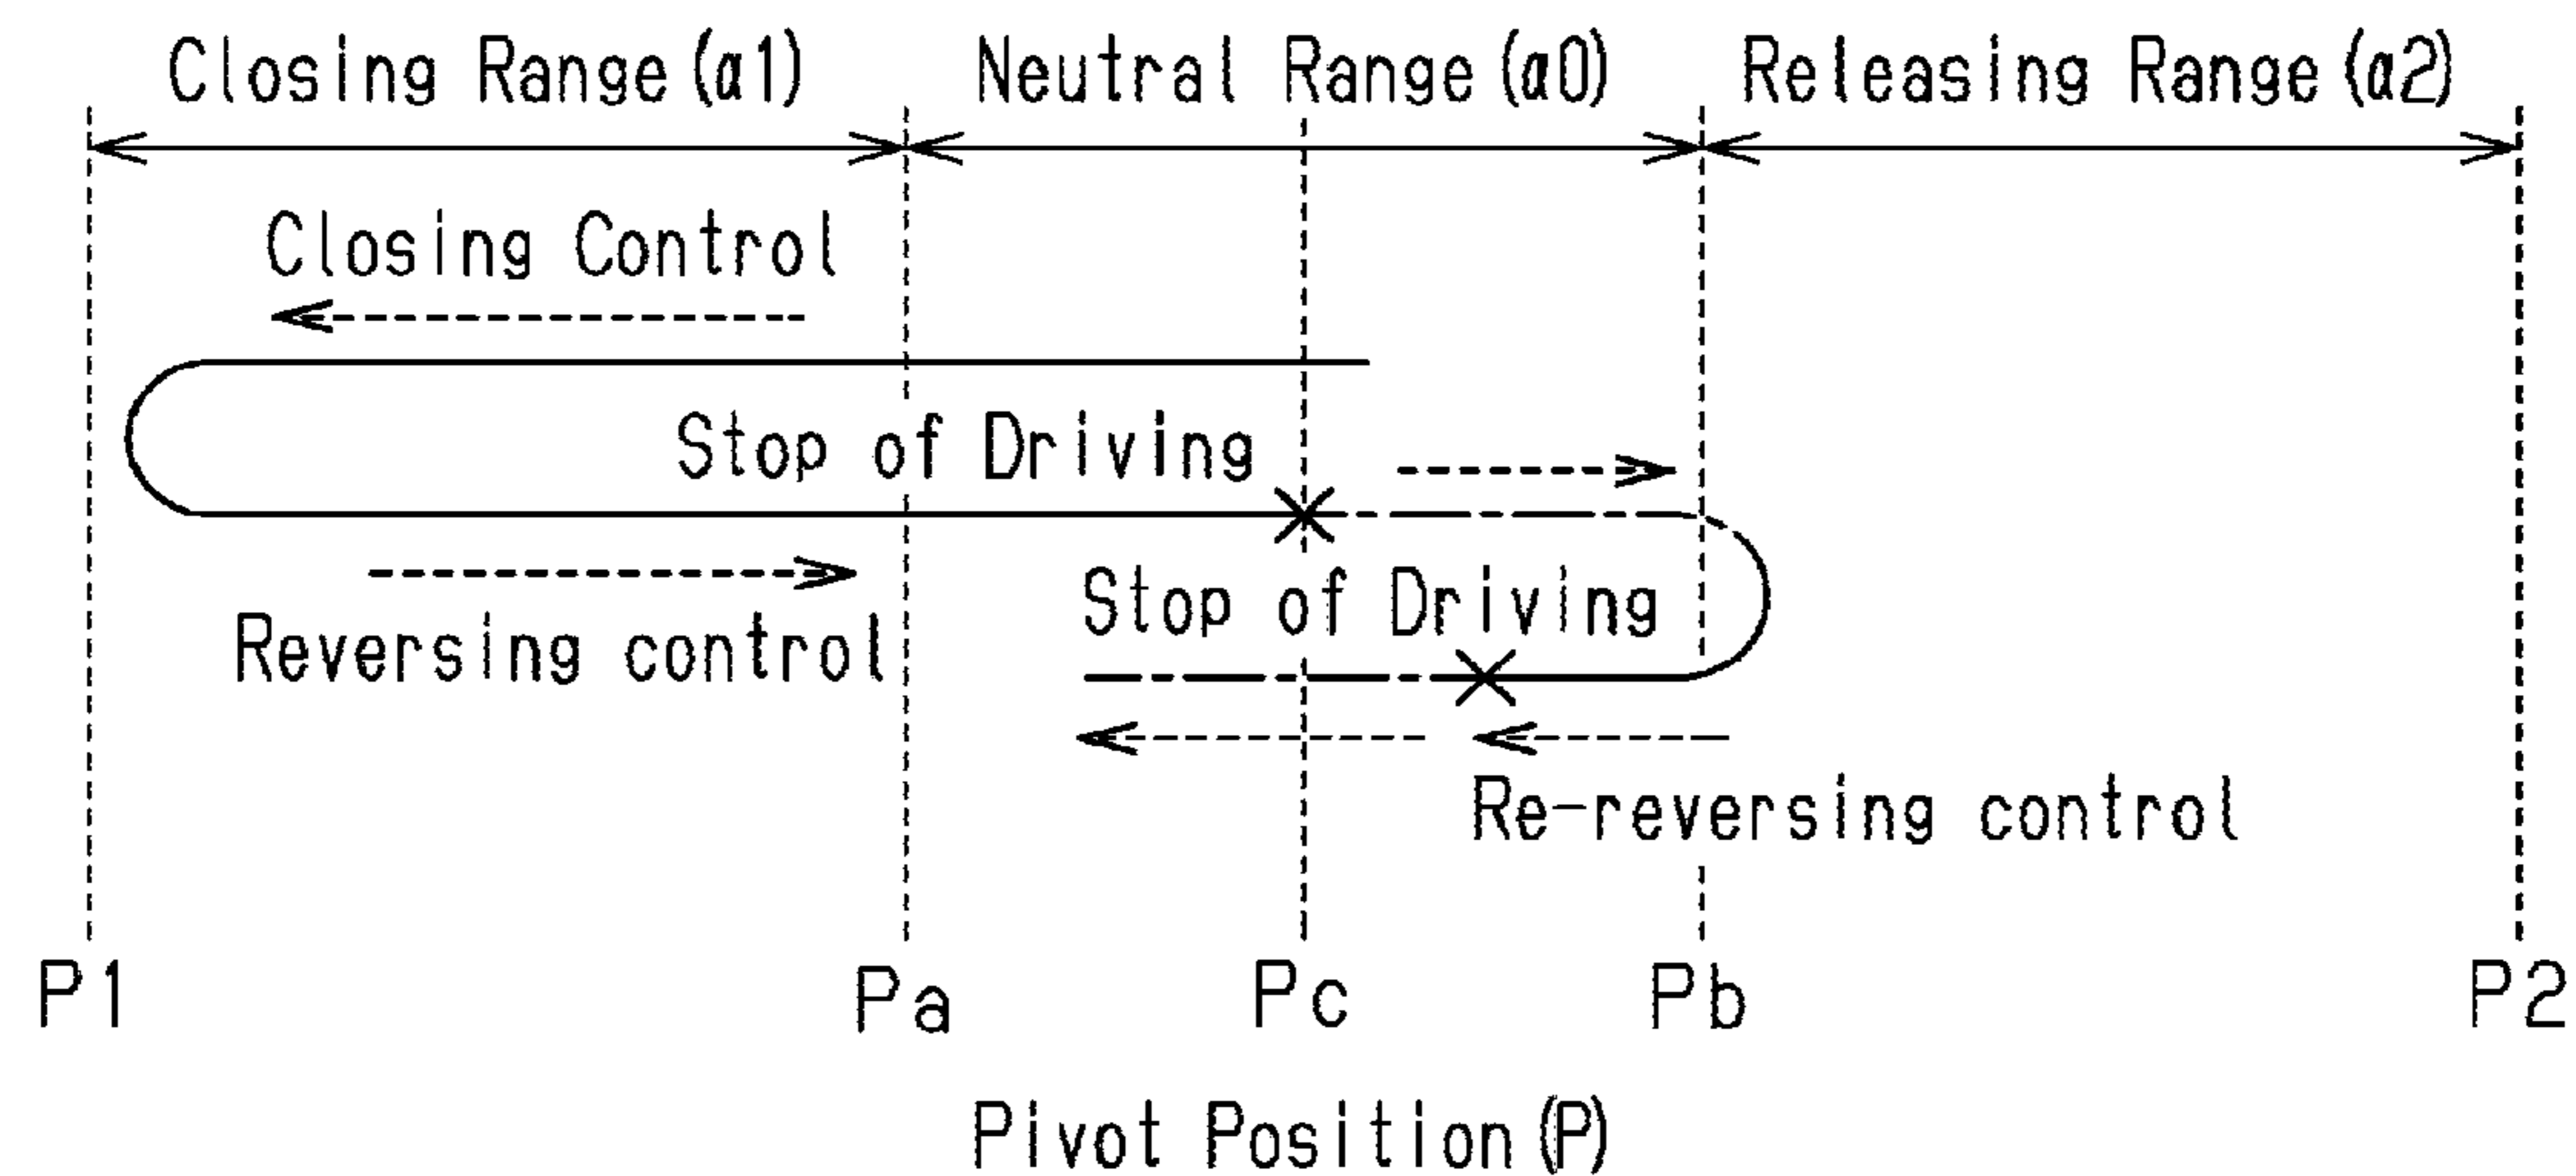 Closing Range (α1) Neutral Range (α0) Releasing Range (α2)
Closing Control
Stop of Driving
Stop of Driving
Reversing control
Re-reversing control
P1 Pa Pc Pb P2
Pivot Position (P)